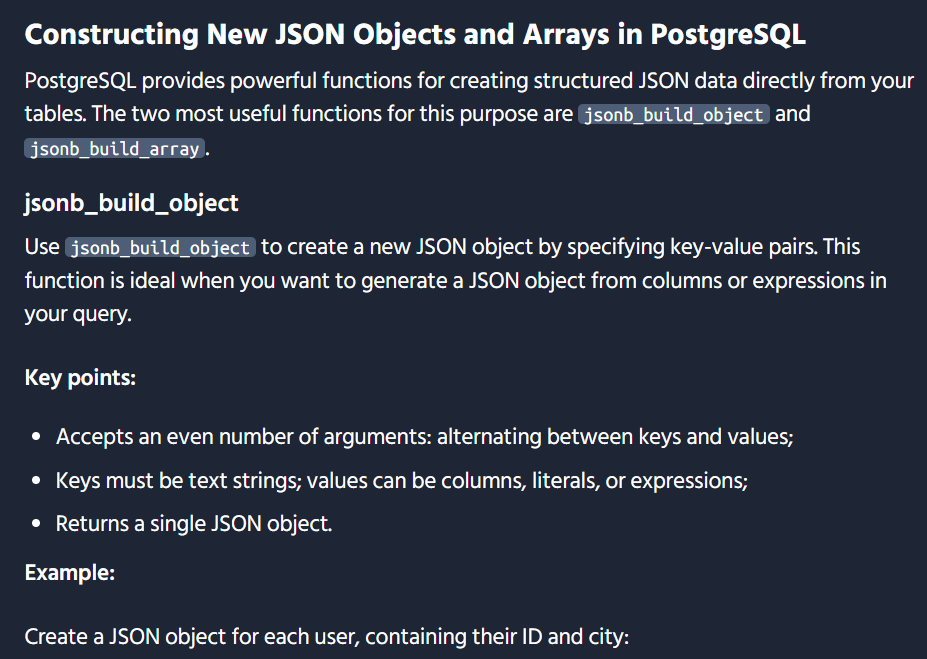 Constructing New JSON Objects and Arrays in PostgreSQL
PostgreSQL provides powerful functions for creating structured JSON data directly from your
tables. The two most useful functions for this purpose are jsonb_build_object and
jsonb_build_array.
jsonb_build_object
Use jsonb_build_object to create a new JSON object by specifying key-value pairs. This
function is ideal when you want to generate a JSON object from columns or expressions in
your query.
Key points:
• Accepts an even number of arguments: alternating between keys and values;
• Keys must be text strings; values can be columns, literals, or expressions;
• Returns a single JSON object.
Example:
Create a JSON object for each user, containing their ID and city: